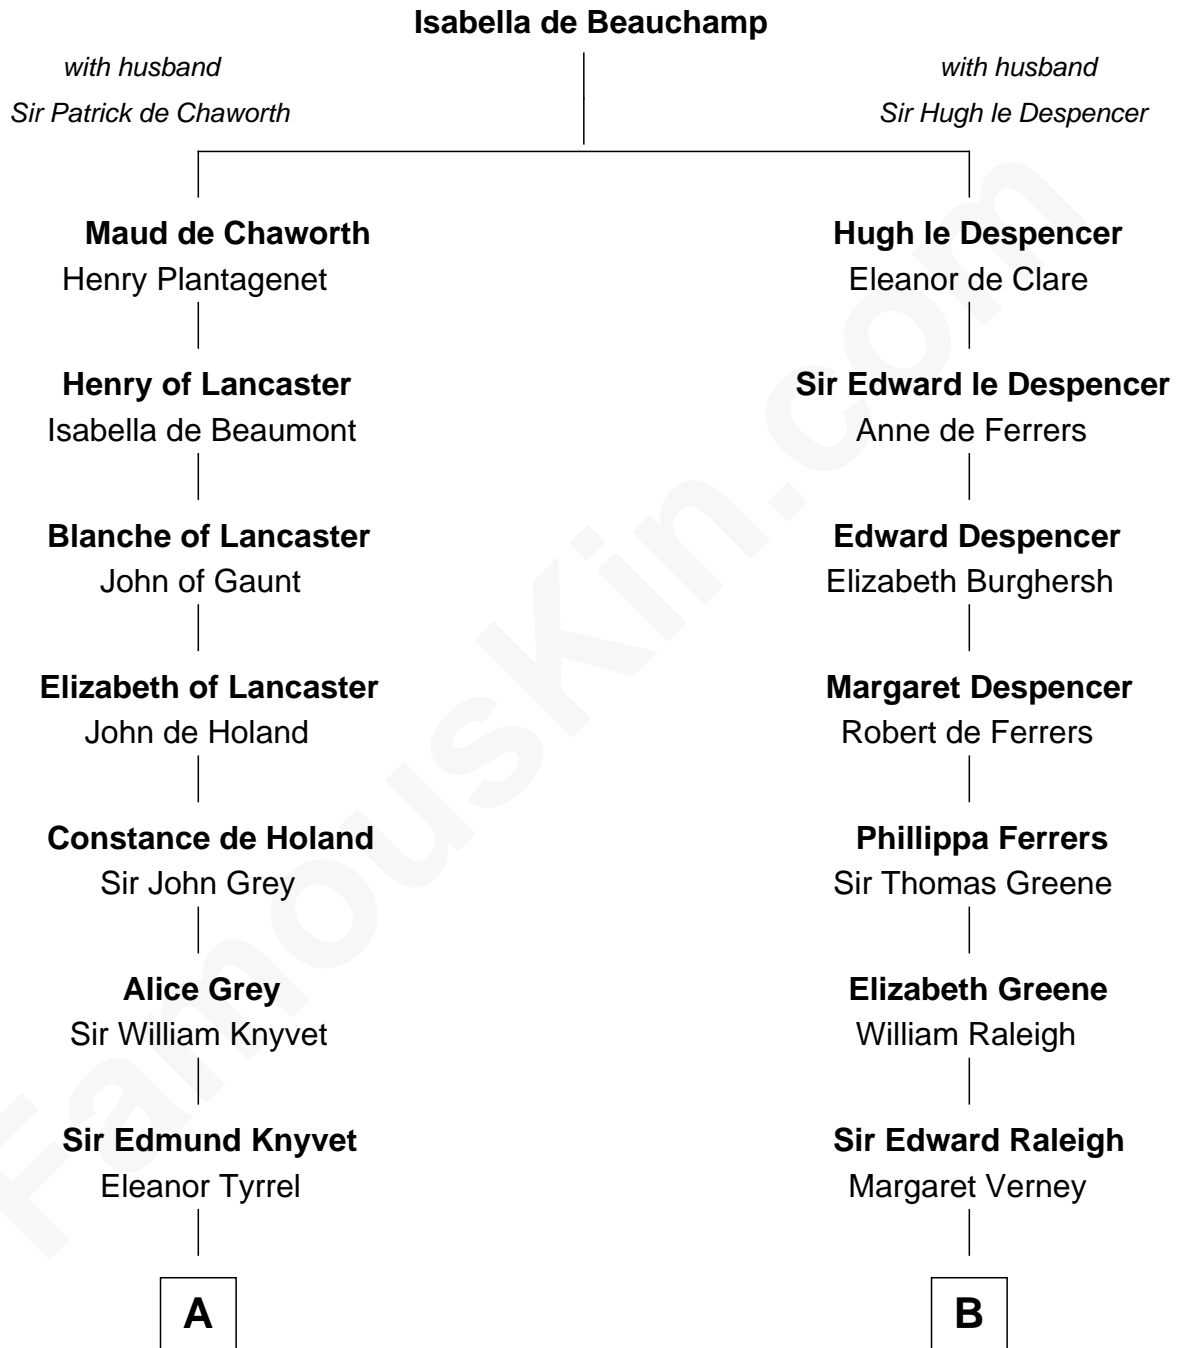 Isabella de Beauchamp
with husband
Sir Patrick de Chaworth
with husband
Sir Hugh le Despencer
Maud de Chaworth
Henry Plantagenet
Hugh le Despencer
Eleanor de Clare
Henry of Lancaster
Isabella de Beaumont
Sir Edward le Despencer
Anne de Ferrers
Blanche of Lancaster
John of Gaunt
Edward Despencer
Elizabeth Burghersh
Elizabeth of Lancaster
John de Holand
Margaret Despencer
Robert de Ferrers
Constance de Holand
Sir John Grey
Phillippa Ferrers
Sir Thomas Greene
Alice Grey
Sir William Knyvet
Elizabeth Greene
William Raleigh
Sir Edmund Knyvet
Eleanor Tyrrel
Sir Edward Raleigh
Margaret Verney
A
B
FamousKin.com